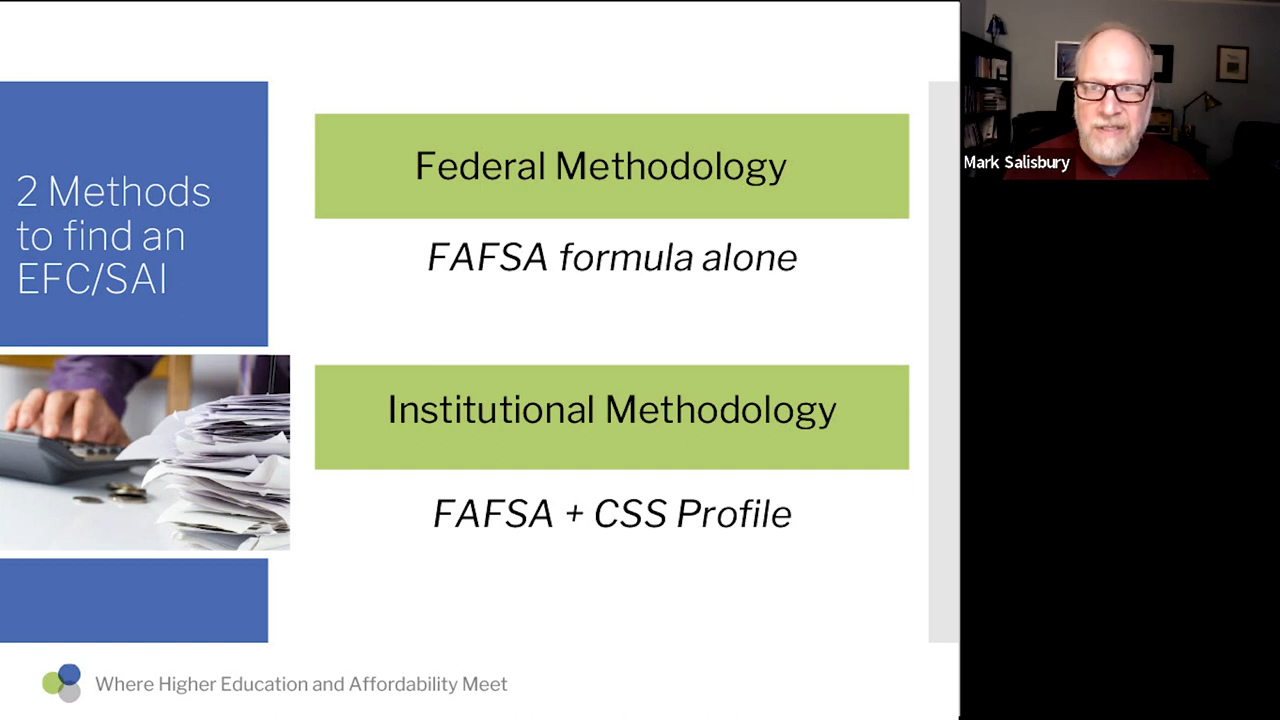 2 Methods
to find an
EFC/SAI
Federal Methodology
FAFSA formula alone
Institutional Methodology
FAFSA + CSS Profile
Where Higher Education and Affordability Meet
Mark Salisbury